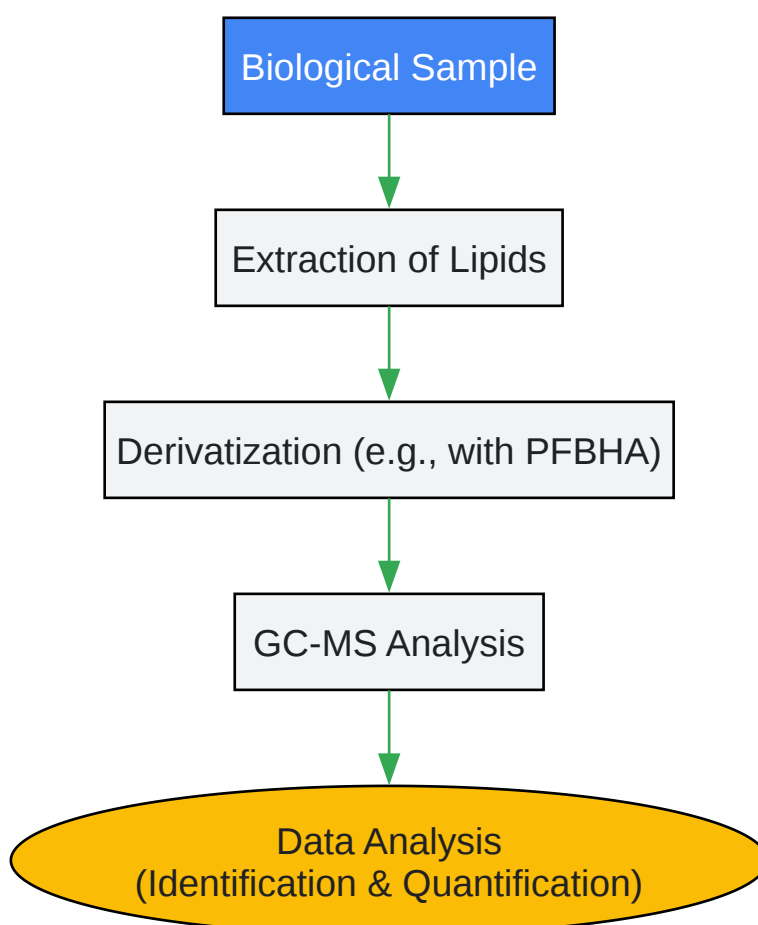 Biological Sample
Extraction of Lipids
Derivatization (e.g., with PFBHA)
GC-MS Analysis
Data Analysis
(Identification & Quantification)